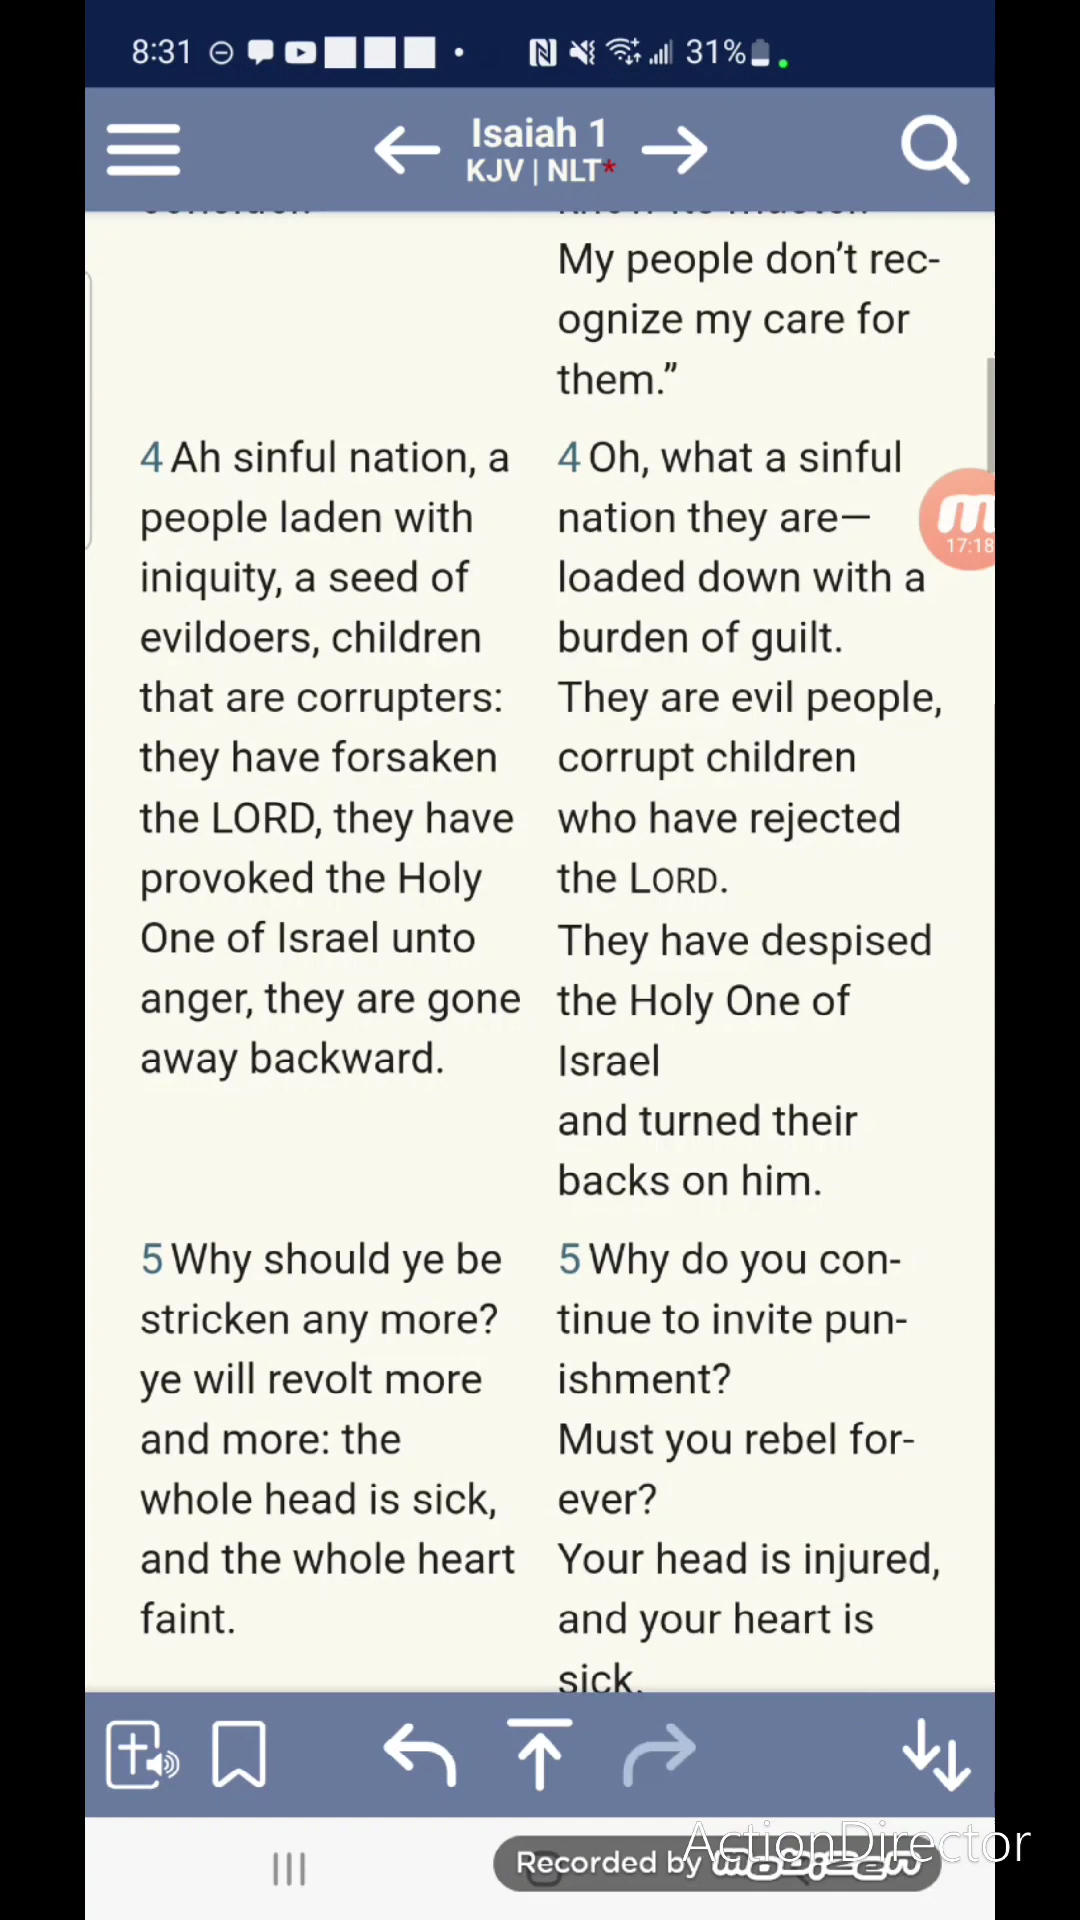 8:31
31%
Isaiah 1
KJV | NLT*
My people don’t rec-
ognize my care for
them.”
4 Ah sinful nation, a
people laden with
iniquity, a seed of
evildoers, children
that are corrupters:
they have forsaken
the LORD, they have
provoked the Holy
One of Israel unto
anger, they are gone
away backward.
4 Oh, what a sinful
nation they are—
loaded down with a
burden of guilt.
They are evil people,
corrupt children
who have rejected
the LORD.
They have despised
the Holy One of
Israel
and turned their
backs on him.
17:18
5 Why should ye be
stricken any more?
ye will revolt more
and more: the
whole head is sick,
and the whole heart
faint.
5 Why do you con-
tinue to invite pun-
ishment?
Must you rebel for-
ever?
Your head is injured,
and your heart is
sick.
ActionDirector
Recorded by mobizen